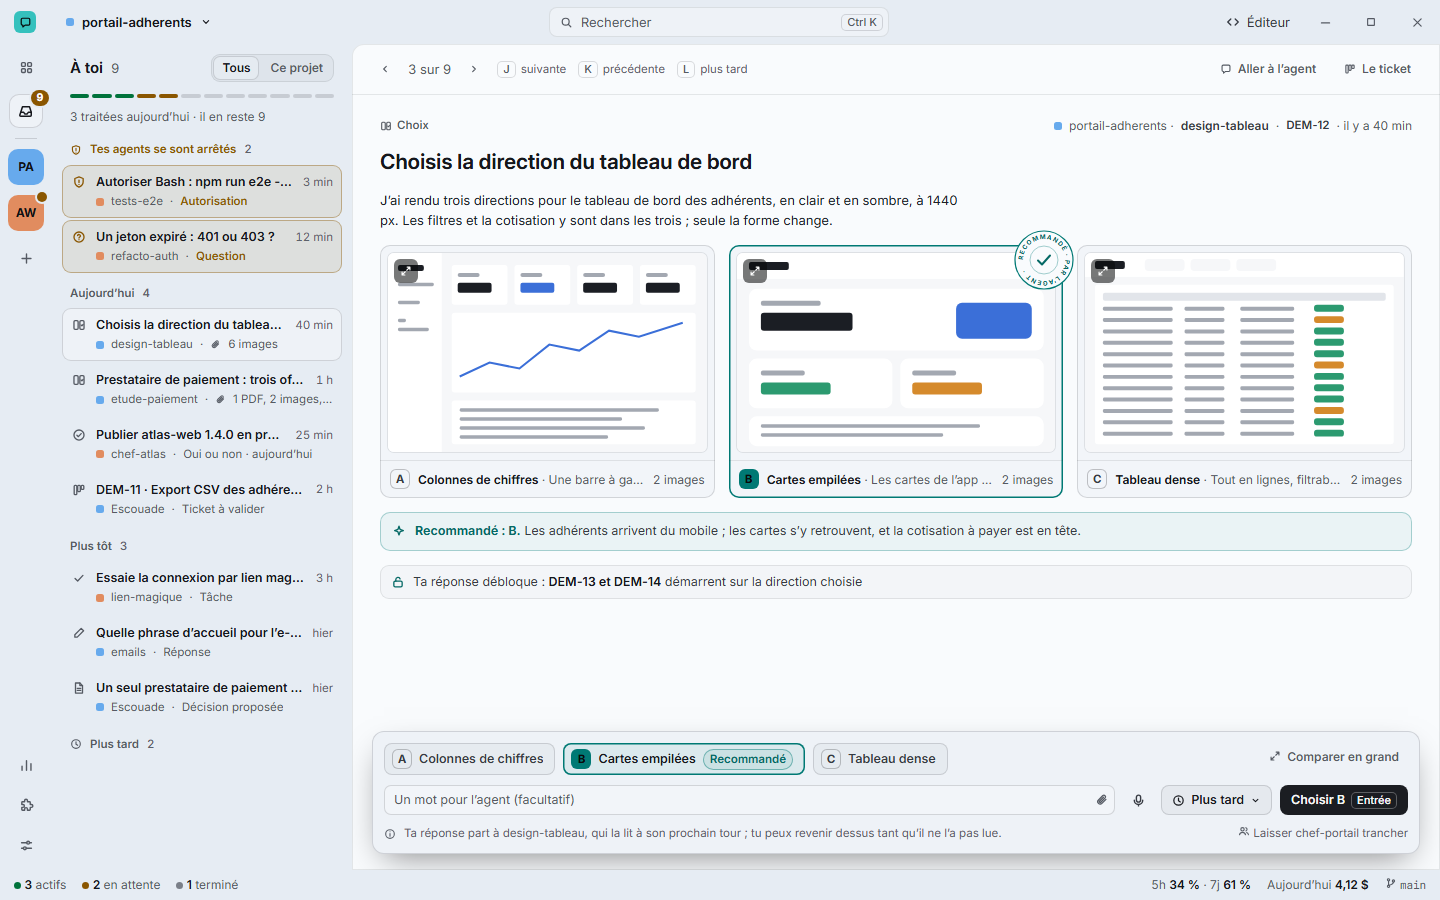 portail-adherents
Rechercher
Ctrl K
Éditeur
À toi 9
Tous
Ce projet
3 traitées aujourd’hui · il en reste 9
9
PA
AW
Tes agents se sont arrêtés 2
Autoriser Bash : npm run e2e -… 3 min
tests-e2e · Autorisation
Un jeton expiré : 401 ou 403 ? 12 min
refacto-auth · Question
Aujourd’hui 4
Choisis la direction du tablea… 40 min
design-tableau · 6 images
Prestataire de paiement : trois of… 1 h
etude-paiement · 1 PDF, 2 images,…
Publier atlas-web 1.4.0 en pr… 25 min
chef-atlas · Oui ou non · aujourd’hui
DEM-11 · Export CSV des adhére… 2 h
Escouade · Ticket à valider
Plus tôt 3
Essaie la connexion par lien mag… 3 h
lien-magique · Tâche
Quelle phrase d’accueil pour l’e-… hier
emails · Réponse
Un seul prestataire de paiement … hier
Escouade · Décision proposée
Plus tard 2
3 sur 9
J suivante
K précédente
L plus tard
Aller à l’agent
Le ticket
Choix
portail-adherents · design-tableau · DEM-12 · il y a 40 min
Choisis la direction du tableau de bord
J’ai rendu trois directions pour le tableau de bord des adhérents, en clair et en sombre, à 1440
px. Les filtres et la cotisation y sont dans les trois ; seule la forme change.
RECOMMANDÉ · PAR L’AGENT ·
A Colonnes de chiffres · Une barre à ga… 2 images
B Cartes empilées · Les cartes de l’app … 2 images
C Tableau dense · Tout en lignes, filtrab… 2 images
Recommandé : B. Les adhérents arrivent du mobile ; les cartes s’y retrouvent, et la cotisation à payer est en tête.
Ta réponse débloque : DEM-13 et DEM-14 démarrent sur la direction choisie
A Colonnes de chiffres
B Cartes empilées Recommandé
C Tableau dense
Comparer en grand
Un mot pour l’agent (facultatif)
Plus tard
Choisir B Entrée
Ta réponse part à design-tableau, qui la lit à son prochain tour ; tu peux revenir dessus tant qu’il ne l’a pas lue.
Laisser chef-portail trancher
3 actifs
2 en attente
1 terminé
5h 34 % · 7j 61 %
Aujourd’hui 4,12 $
main